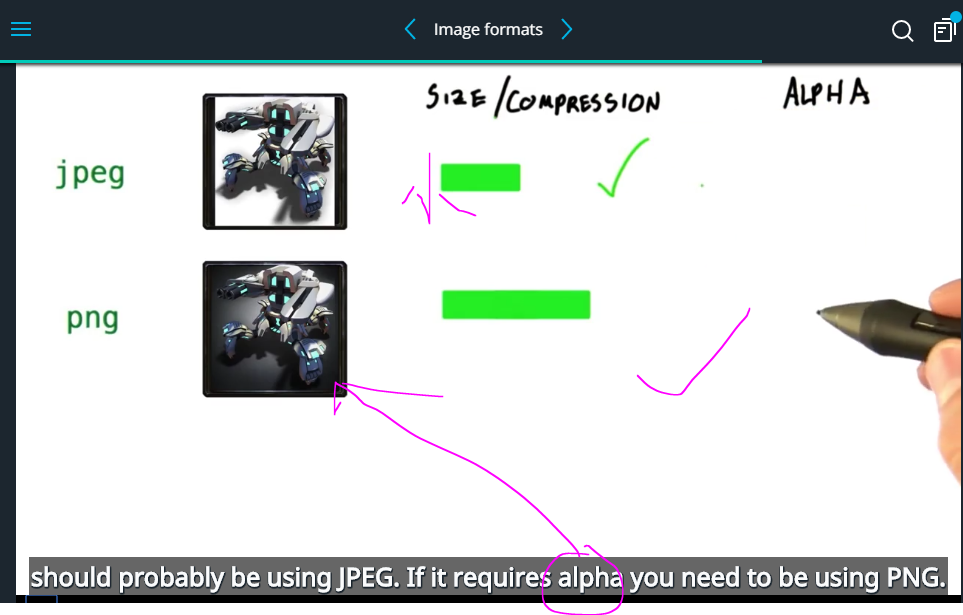 Image formats
SIZE/COMPRESSION
ALPHA
jpeg
png
should probably be using JPEG. If it requires alpha you need to be using PNG.